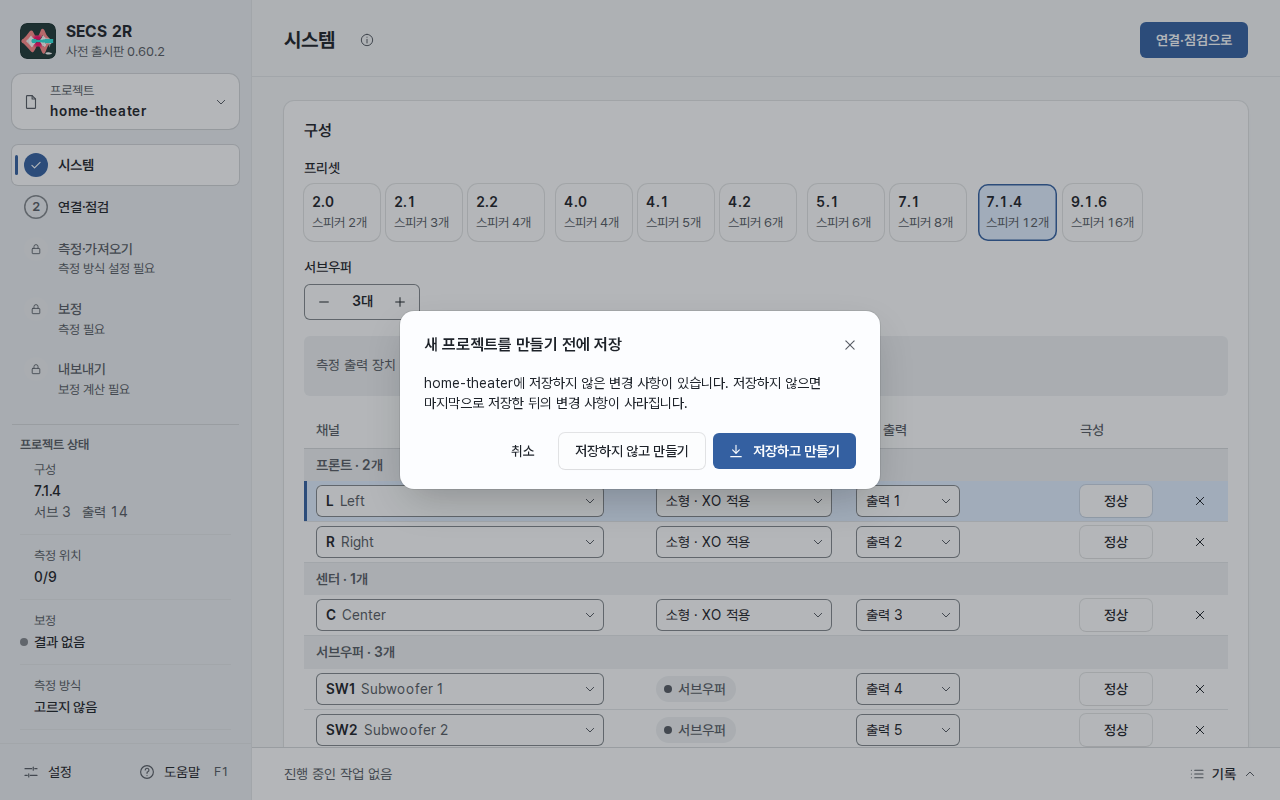 SECS 2R
사전 출시판 0.60.2
프로젝트
home-theater
시스템
2 연결·점검
측정·가져오기
측정 방식 설정 필요
보정
측정 필요
내보내기
보정 계산 필요
프로젝트 상태
구성
7.1.4
서브 3 출력 14
측정 위치
0/9
보정
결과 없음
측정 방식
고르지 않음
설정 도움말 F1
시스템
연결·점검으로
구성
프리셋
2.0 2.1 2.2 4.0 4.1 4.2 5.1 7.1 7.1.4 9.1.6
스피커 2개 스피커 3개 스피커 4개 스피커 4개 스피커 5개 스피커 6개 스피커 6개 스피커 8개 스피커 12개 스피커 16개
서브우퍼
3대
측정 출력 장치
새 프로젝트를 만들기 전에 저장
home-theater에 저장하지 않은 변경 사항이 있습니다. 저장하지 않으면
마지막으로 저장한 뒤의 변경 사항이 사라집니다.
취소 저장하지 않고 만들기 저장하고 만들기
채널 출력 극성
프론트 · 2개
L Left 소형 · XO 적용 출력 1 정상
R Right 소형 · XO 적용 출력 2 정상
센터 · 1개
C Center 소형 · XO 적용 출력 3 정상
서브우퍼 · 3개
SW1 Subwoofer 1 서브우퍼 출력 4 정상
SW2 Subwoofer 2 서브우퍼 출력 5 정상
진행 중인 작업 없음 기록